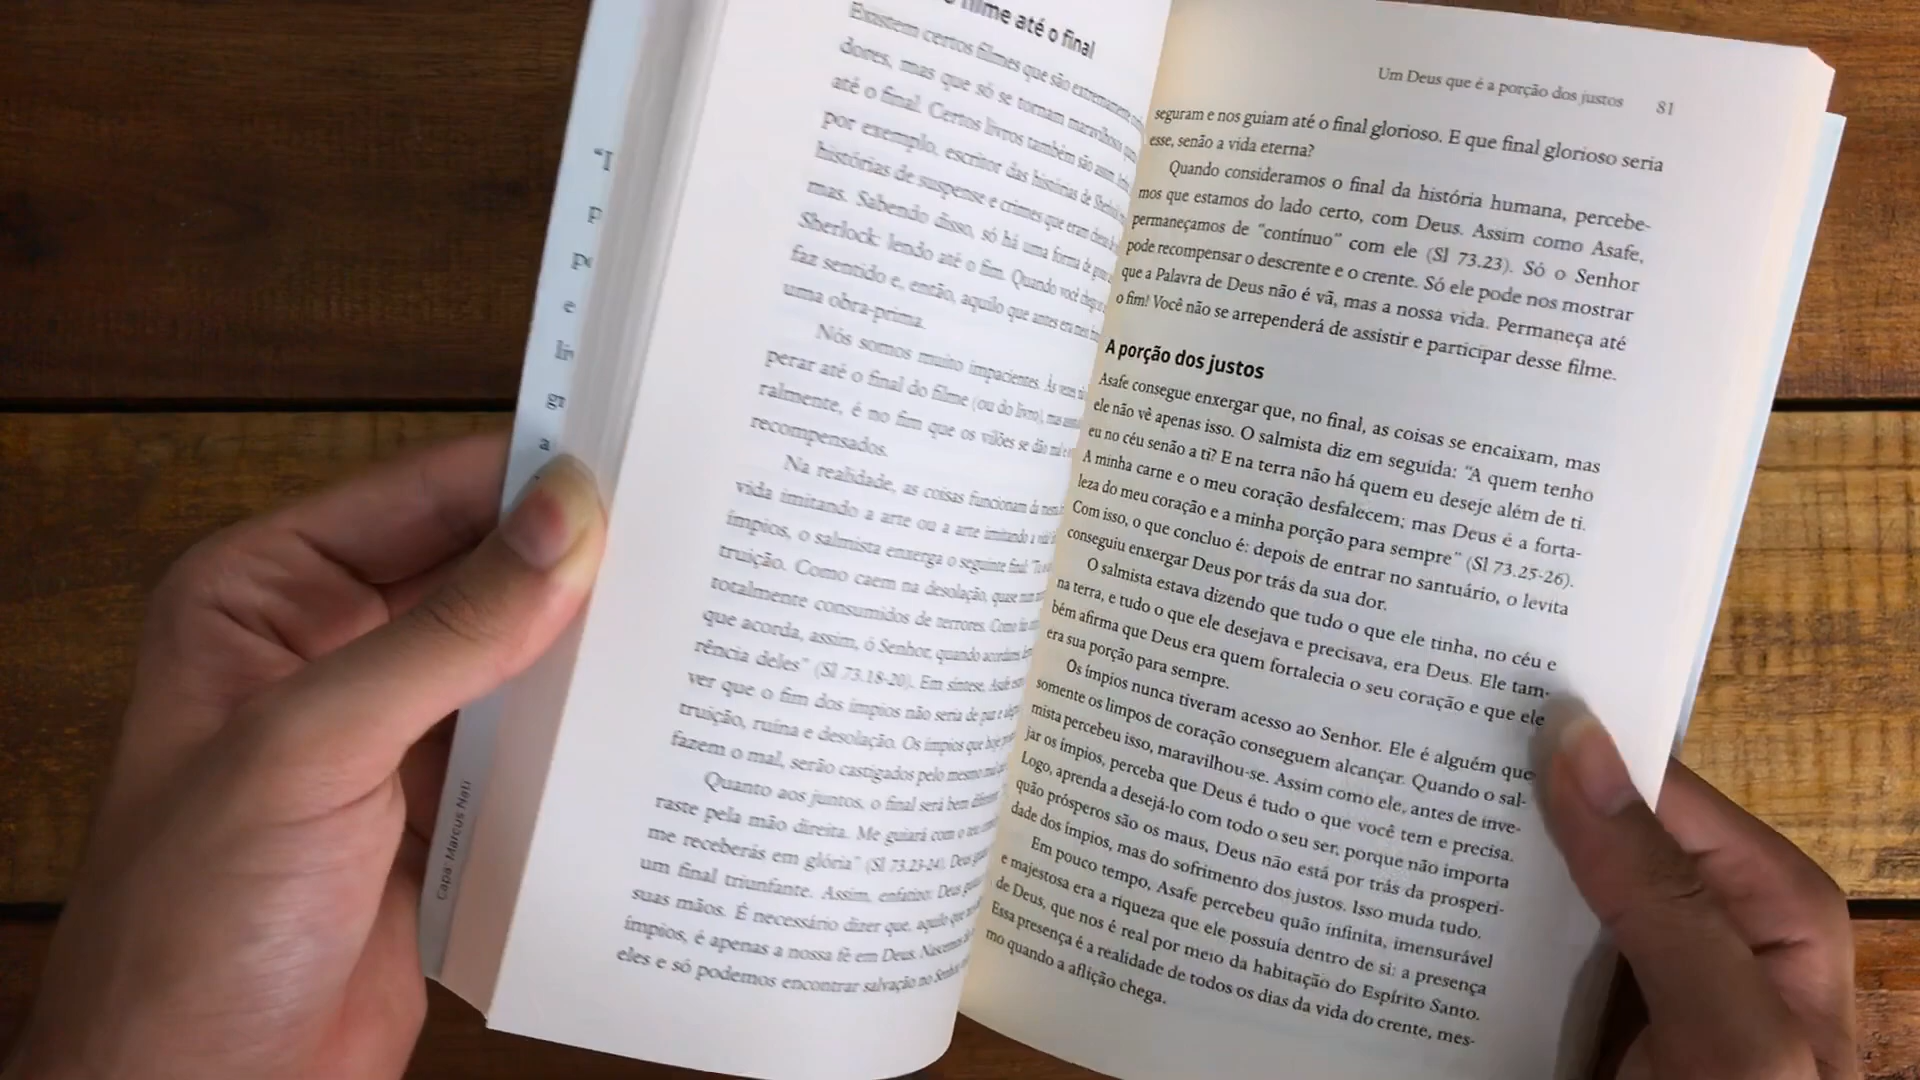 filme até o final
Existem certos filmes que são extremamente
dores, mas que só se tornam maravilhosos
até o final. Certos livros também são assim.
por exemplo, escritor das histórias de Sherlock
histórias de suspense e crimes que eram
mas. Sabendo disso, só há uma forma de
Sherlock: lendo até o fim. Quando você chega
faz sentido e, então, aquilo que antes era
uma obra-prima.
Nós somos muito impacientes. Às vezes
perar até o final do filme (ou do livro), mas
ralmente, é no fim que os vilões se dão mal e
recompensados.
Na realidade, as coisas funcionam da
vida imitando a arte ou a arte imitando a
ímpios, o salmista enxerga o seguinte final:
truição. Como caem na desolação, quase num
totalmente consumidos de terrores. Como
que acorda, assim, ó Senhor, quando
rência deles” (Sl 73.18-20). Em síntese, Asafe
ver que o fim dos ímpios não seria de paz e
truição, ruína e desolação. Os ímpios que hoje
fazem o mal, serão castigados pelo mesmo
Quanto aos juntos, o final será bem
raste pela mão direita. Me guiará com o teu
me receberás em glória” (Sl 73.23-24). Deus
um final triunfante. Assim, enfatizo: Deus
suas mãos. É necessário dizer que, aquilo que
ímpios, é apenas a nossa fé em Deus.
eles e só podemos encontrar salvação no Senhor
Capa Marcus Nati
Um Deus que é a porção dos justos 81
seguram e nos guiam até o final glorioso. E que final glorioso seria
esse, senão a vida eterna?
Quando consideramos o final da história humana, percebe-
mos que estamos do lado certo, com Deus. Assim como Asafe,
permaneçamos de “contínuo” com ele (Sl 73.23). Só o Senhor
pode recompensar o descrente e o crente. Só ele pode nos mostrar
que a Palavra de Deus não é vã, mas a nossa vida. Permaneça até
o fim! Você não se arrependerá de assistir e participar desse filme.
A porção dos justos
Asafe consegue enxergar que, no final, as coisas se encaixam, mas
ele não vê apenas isso. O salmista diz em seguida: “A quem tenho
eu no céu senão a ti? E na terra não há quem eu deseje além de ti.
A minha carne e o meu coração desfalecem; mas Deus é a forta-
leza do meu coração e a minha porção para sempre” (Sl 73.25-26).
Com isso, o que concluo é: depois de entrar no santuário, o levita
conseguiu enxergar Deus por trás da sua dor.
O salmista estava dizendo que tudo o que ele tinha, no céu e
na terra, e tudo o que ele desejava e precisava, era Deus. Ele tam-
bém afirma que Deus era quem fortalecia o seu coração e que ele
era sua porção para sempre.
Os ímpios nunca tiveram acesso ao Senhor. Ele é alguém que
somente os limpos de coração conseguem alcançar. Quando o sal-
mista percebeu isso, maravilhou-se. Assim como ele, antes de inve-
jar os ímpios, perceba que Deus é tudo o que você tem e precisa.
Logo, aprenda a desejá-lo com todo o seu ser, porque não importa
quão prósperos são os maus, Deus não está por trás da prosperi-
dade dos ímpios, mas do sofrimento dos justos. Isso muda tudo.
Em pouco tempo, Asafe percebeu quão infinita, imensurável
e majestosa era a riqueza que ele possuía dentro de si: a presença
de Deus, que nos é real por meio da habitação do Espírito Santo.
Essa presença é a realidade de todos os dias da vida do crente, mes-
mo quando a aflição chega.